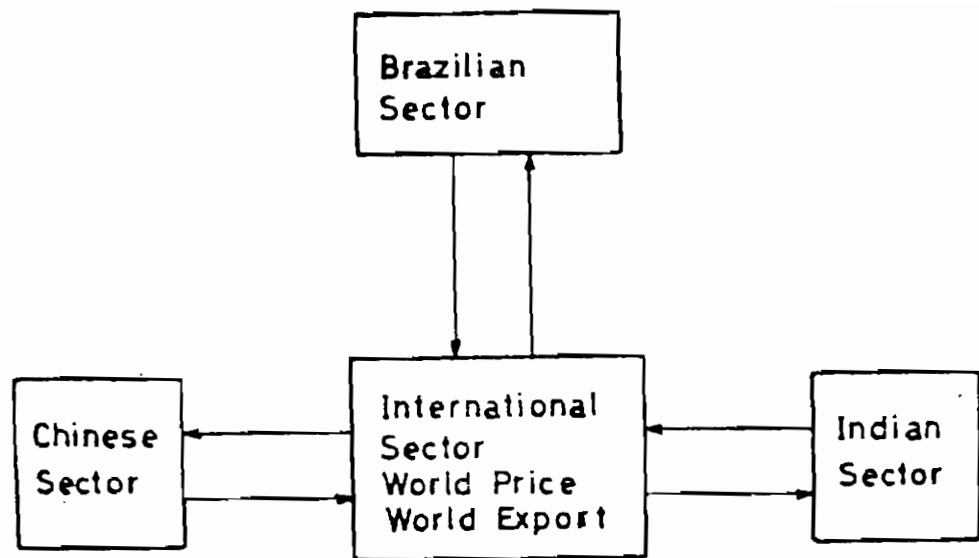 Brazilian
Sector
Chinese
Sector
International
Sector
World Price
World Export
Indian
Sector